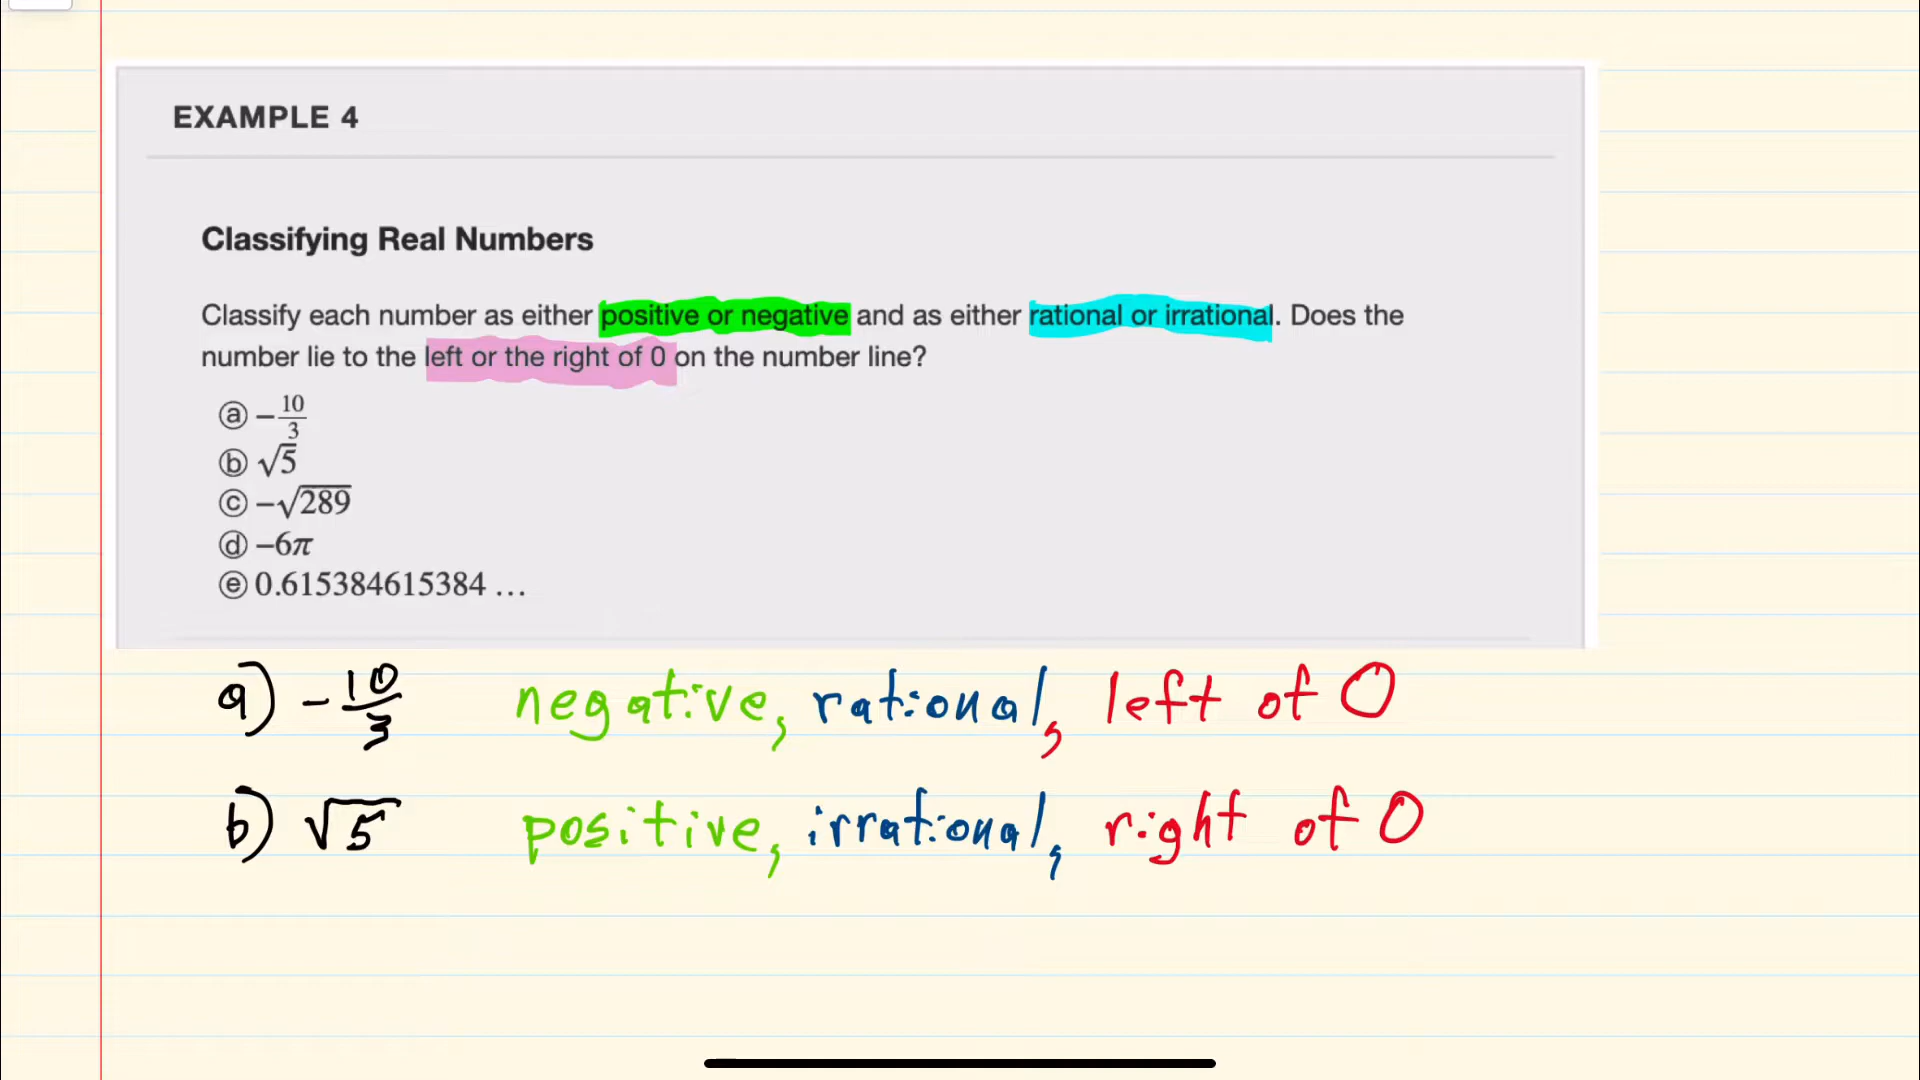 EXAMPLE 4
Classifying Real Numbers
Classify each number as either positive or negative and as either rational or irrational. Does the
number lie to the left or the right of 0 on the number line?
ⓐ −10/3
ⓑ √5
ⓒ −√289
ⓓ −6π
ⓔ 0.615384615384 …
a) -10/3 negative, rational, left of 0
b) √5 positive, irrational, right of 0